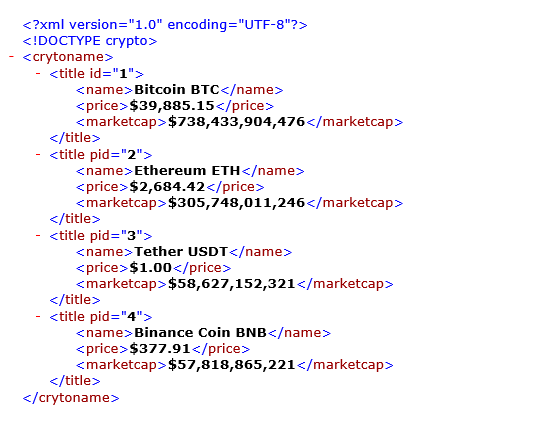 <?xml version="1.0" encoding="UTF-8"?>
<!DOCTYPE crypto>
- <crytoname>
- <title id="1">
<name>Bitcoin BTC</name>
<price>$39,885.15</price>
<marketcap>$738,433,904,476</marketcap>
</title>
- <title pid="2">
<name>Ethereum ETH</name>
<price>$2,684.42</price>
<marketcap>$305,748,011,246</marketcap>
</title>
- <title pid="3">
<name>Tether USDT</name>
<price>$1.00</price>
<marketcap>$58,627,152,321</marketcap>
</title>
- <title pid="4">
<name>Binance Coin BNB</name>
<price>$377.91</price>
<marketcap>$57,818,865,221</marketcap>
</title>
</crytoname>